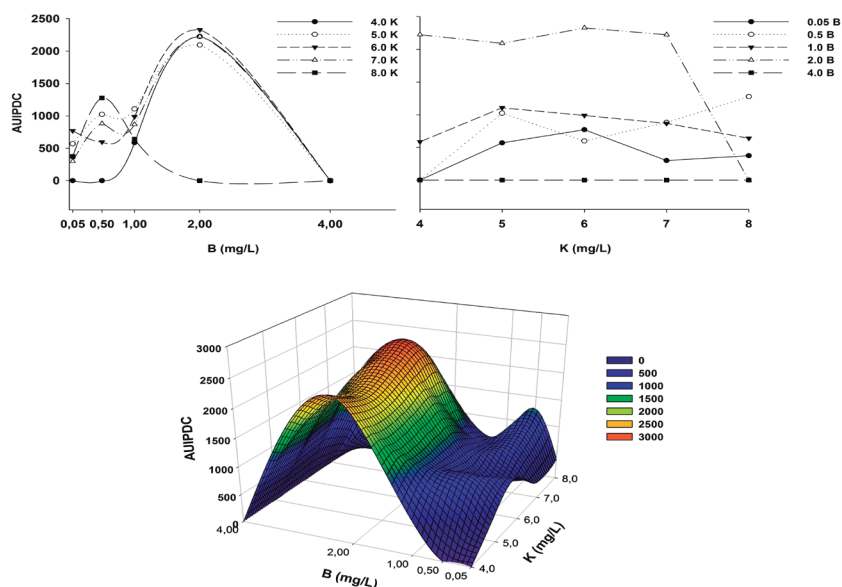 2500
2000
1500
1000
500
0
AUIPDC
0,05 0,50 1,00 2,00 4,00
B (mg/L)
4.0 K
5.0 K
6.0 K
7.0 K
8.0 K
4 5 6 7 8
K (mg/L)
0.05 B
0.5 B
1.0 B
2.0 B
4.0 B
3000
2500
2000
1500
1000
500
0
AUIPDC
4,00 2,00 1,00 0,50 0,05
B (mg/L)
4,0 5,0 6,0 7,0 8,0
K (mg/L)
0
500
1000
1500
2000
2500
3000